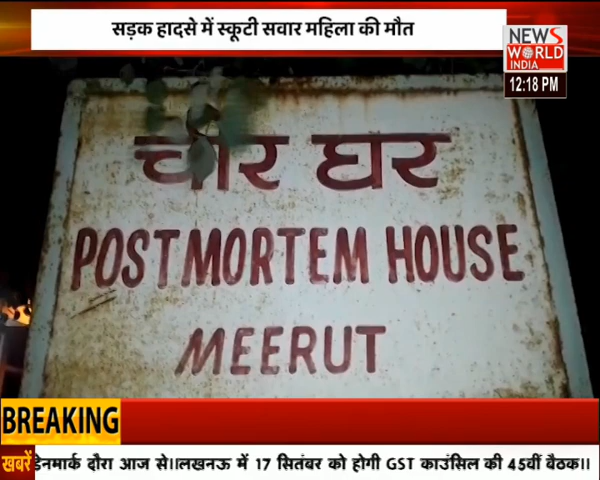 सड़क हादसे में स्कूटी सवार महिला की मौत
NEWS
WORLD
INDIA
12:18 PM
चीर घर
POSTMORTEM HOUSE
MEERUT
BREAKING
खबरें
डेनमार्क दौरा आज से।।लखनऊ में 17 सितंबर को होगी GST काउंसिल की 45वीं बैठक।।